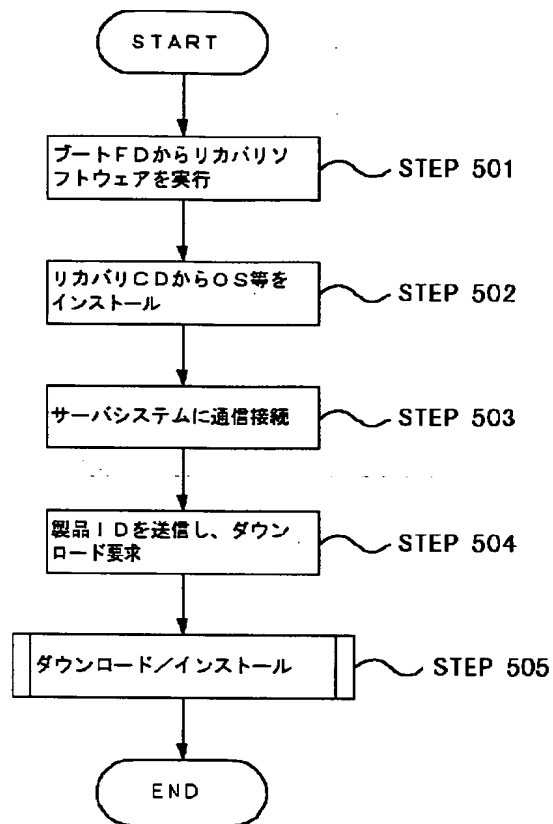 START
ブートFDからリカバリソ
フトウェアを実行
STEP 501
リカバリCDからOS等を
インストール
STEP 502
サーバシステムに通信接続
STEP 503
製品IDを送信し、ダウン
ロード要求
STEP 504
ダウンロード/インストール
STEP 505
END